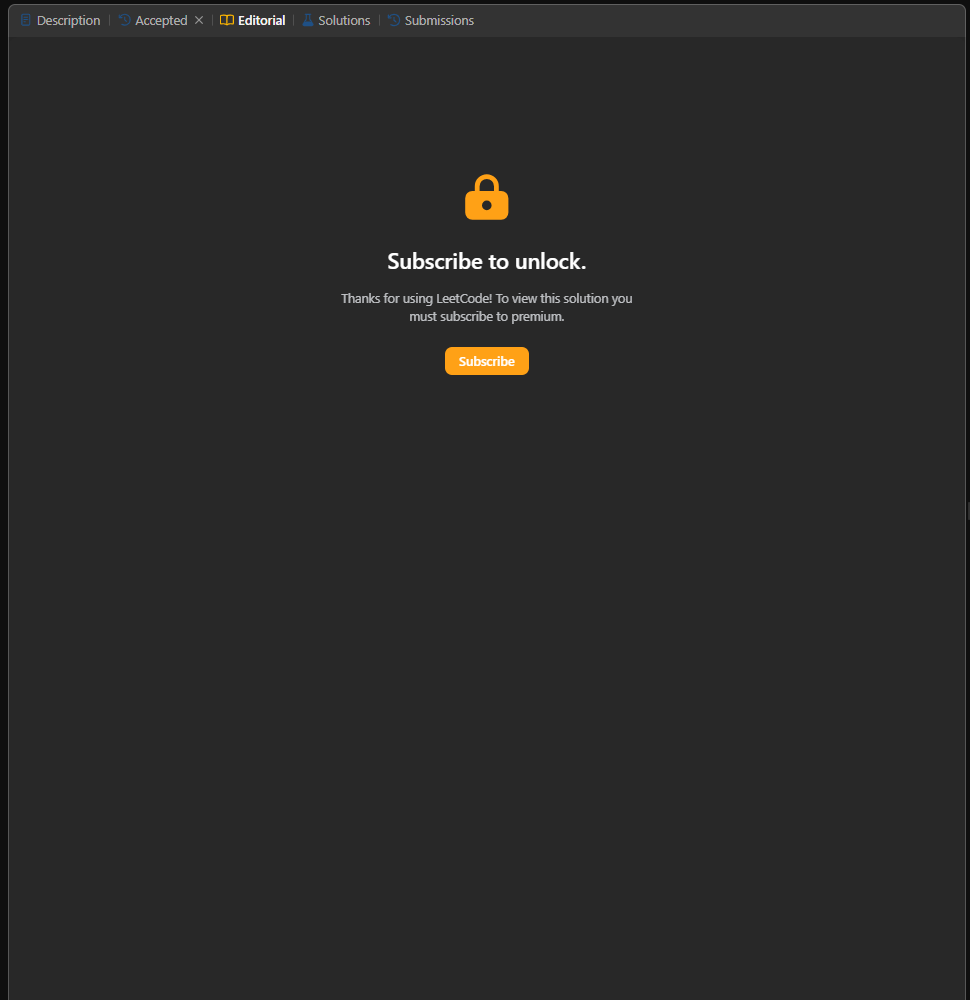 Description Accepted Editorial Solutions Submissions
Subscribe to unlock.
Thanks for using LeetCode! To view this solution you
must subscribe to premium.
Subscribe